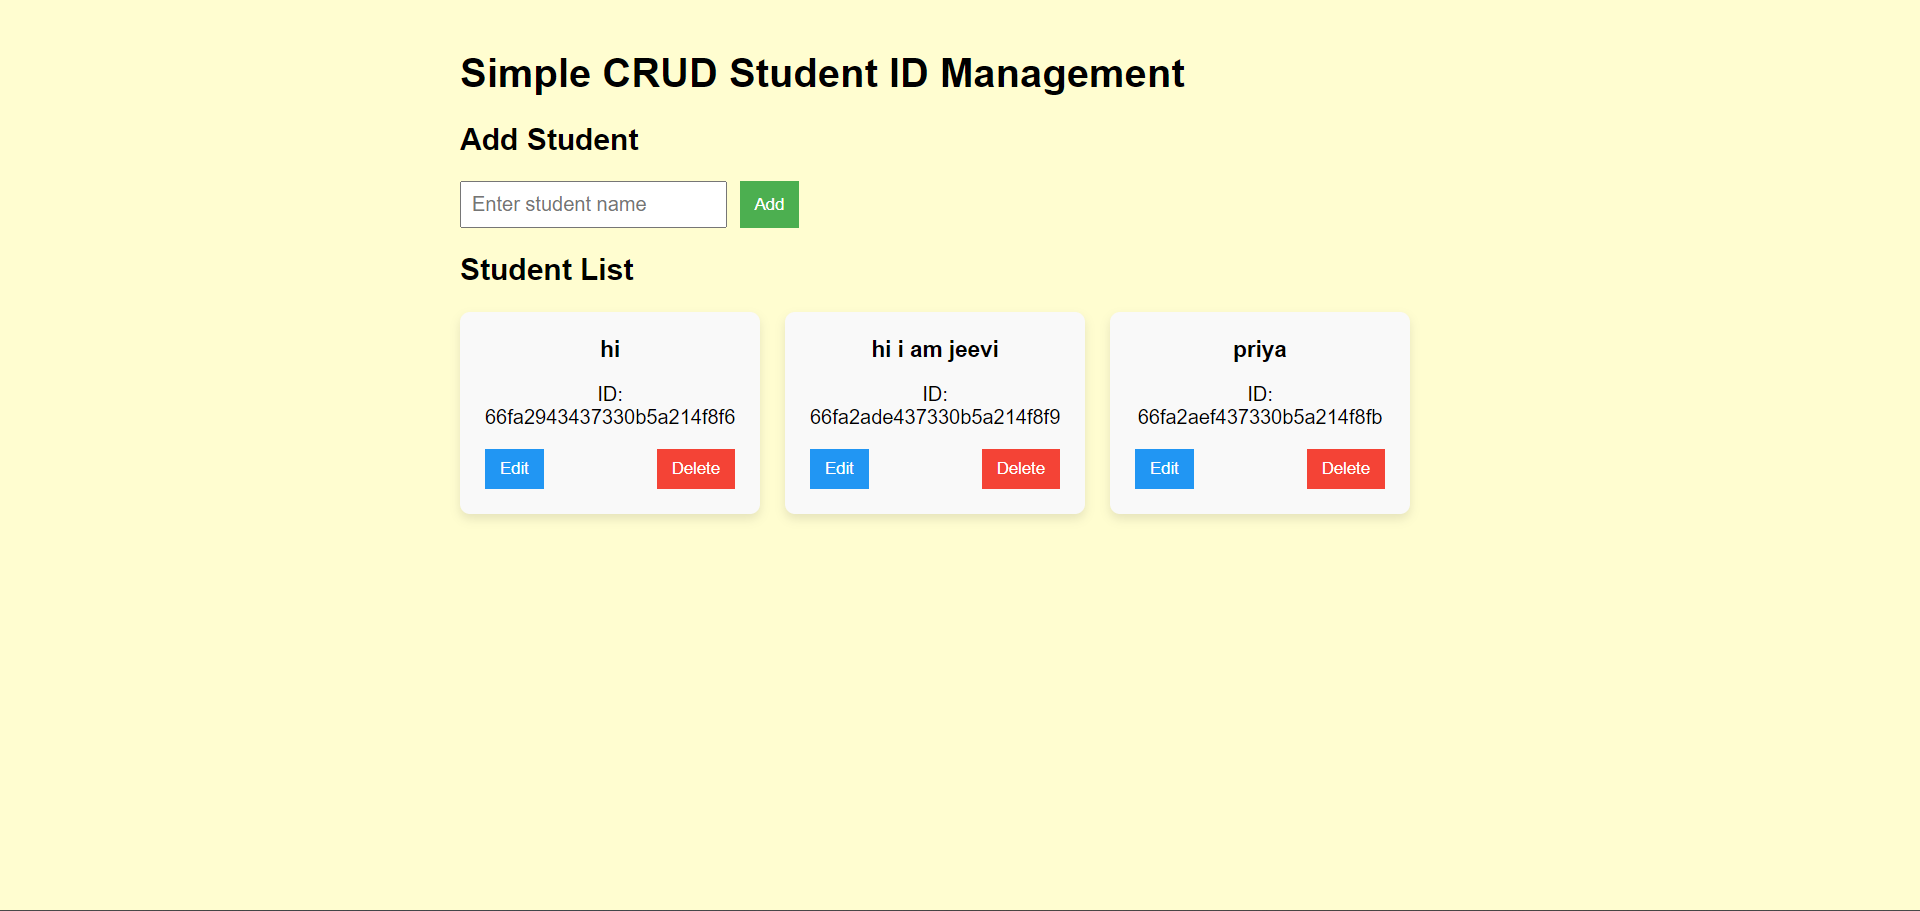 Simple CRUD Student ID Management
Add Student
Enter student name
Add
Student List
hi
ID:
66fa2943437330b5a214f8f6
Edit
Delete
hi i am jeevi
ID:
66fa2ade437330b5a214f8f9
Edit
Delete
priya
ID:
66fa2aef437330b5a214f8fb
Edit
Delete